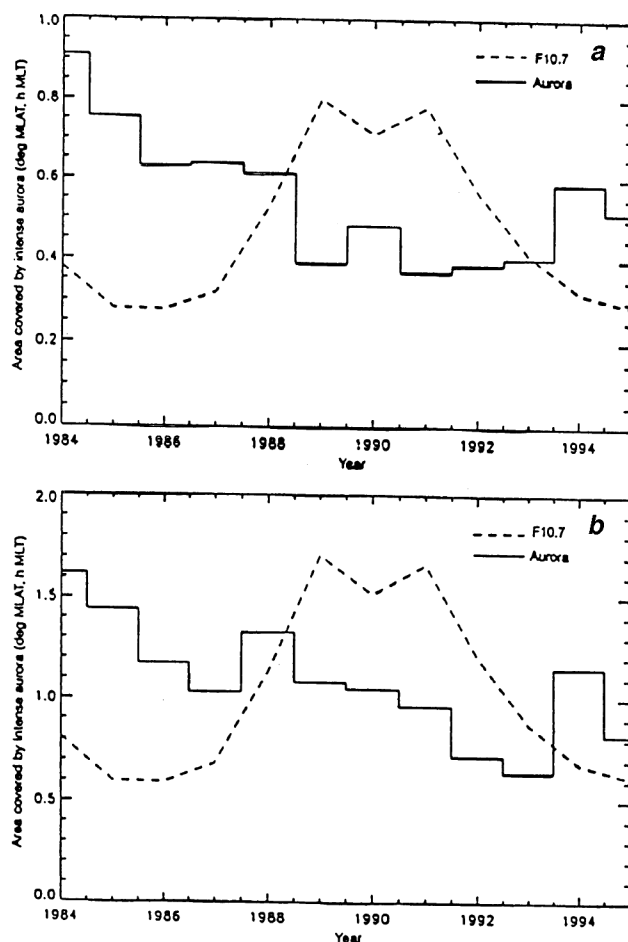 a
F10.7
Aurora
Area covered by intense aurora (deg MLAT, h MLT)
1.0
0.8
0.6
0.4
0.2
0.0
1984
1986
1988
1990
1992
1994
Year
b
F10.7
Aurora
Area covered by intense aurora (deg MLAT, h MLT)
2.0
1.5
1.0
0.5
0.0
1984
1986
1988
1990
1992
1994
Year